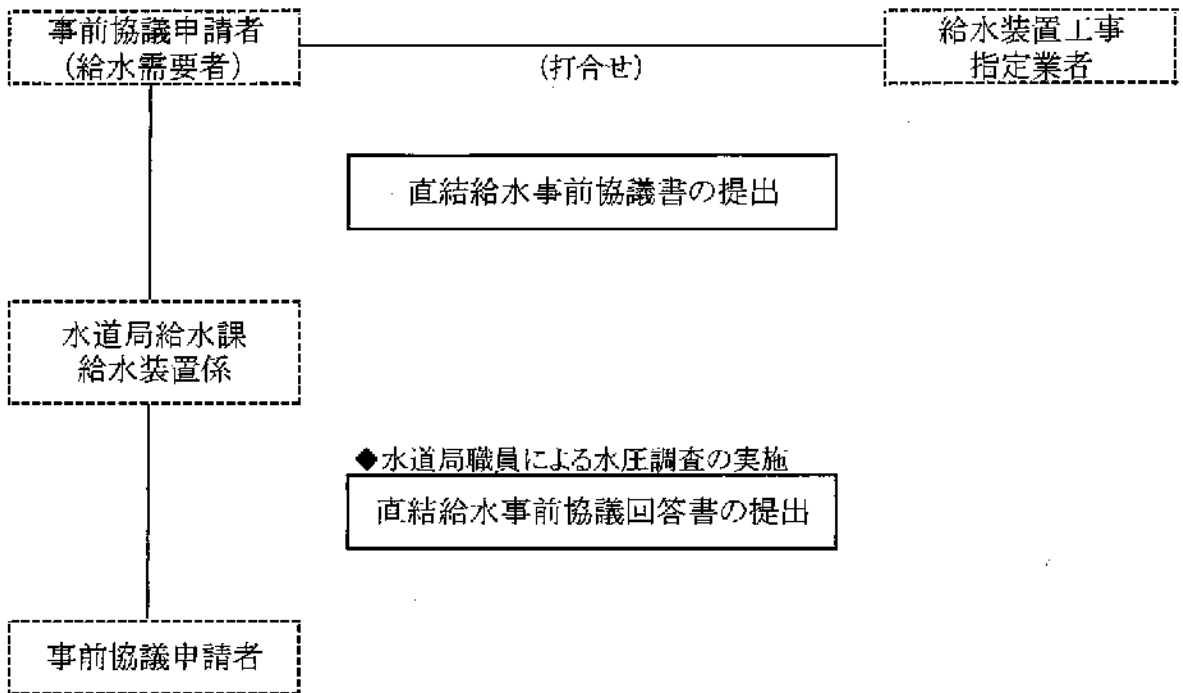 事前協議申請者
(給水需要者)
(打合せ)
給水装置工事
指定業者
直結給水事前協議書の提出
水道局給水課
給水装置係
◆水道局職員による水圧調査の実施
直結給水事前協議回答書の提出
事前協議申請者